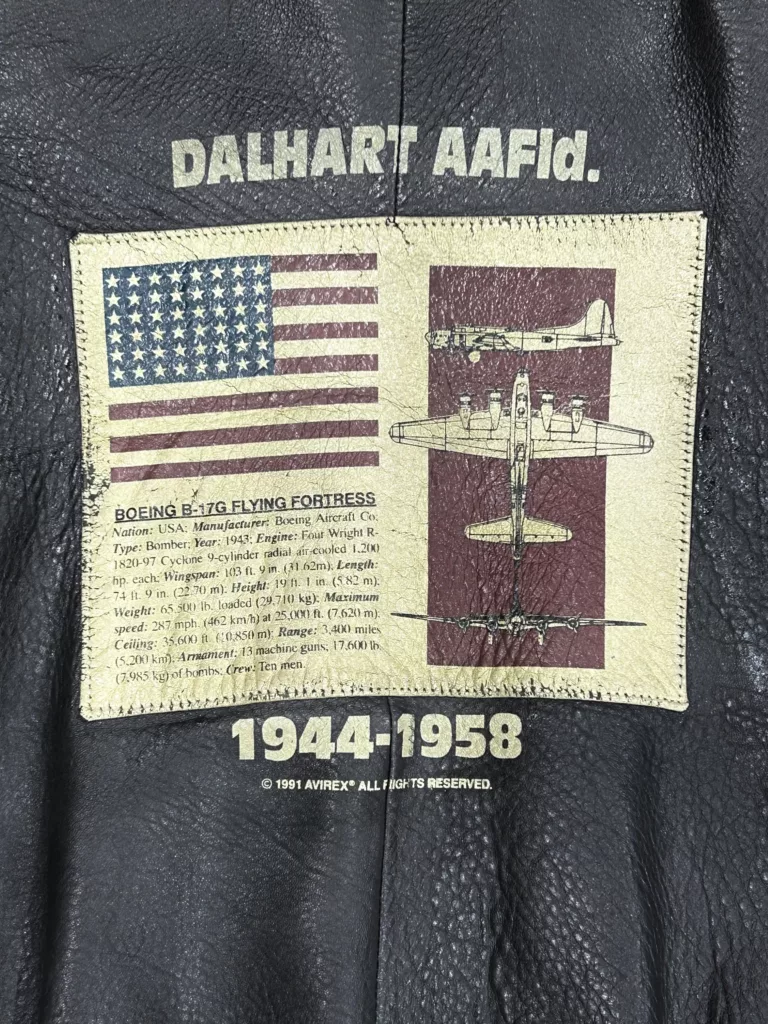 DALHART AAFld.
BOEING B-17G FLYING FORTRESS
Nation: USA; Manufacturer: Boeing Aircraft Co.
Type: Bomber; Year: 1943; Engine: Four Wright R-
1820-97 Cyclone 9-cylinder radial air-cooled 1,200
hp. each; Wingspan: 103 ft. 9 in. (31.62m); Length:
74 ft. 9 in. (22.70 m); Height: 19 ft. 1 in. (5.82 m);
Weight: 65,500 lb. loaded (29,710 kg); Maximum
speed: 287 mph. (462 km/h) at 25,000 ft. (7,620 m);
Ceiling: 35,600 ft. (10,850 m); Range: 3,400 miles
(5,200 km); Armament: 13 machine guns; 17,600 lb
(7,985 kg) of bombs; Crew: Ten men.
1944-1958
© 1991 AVIREX® ALL RIGHTS RESERVED.